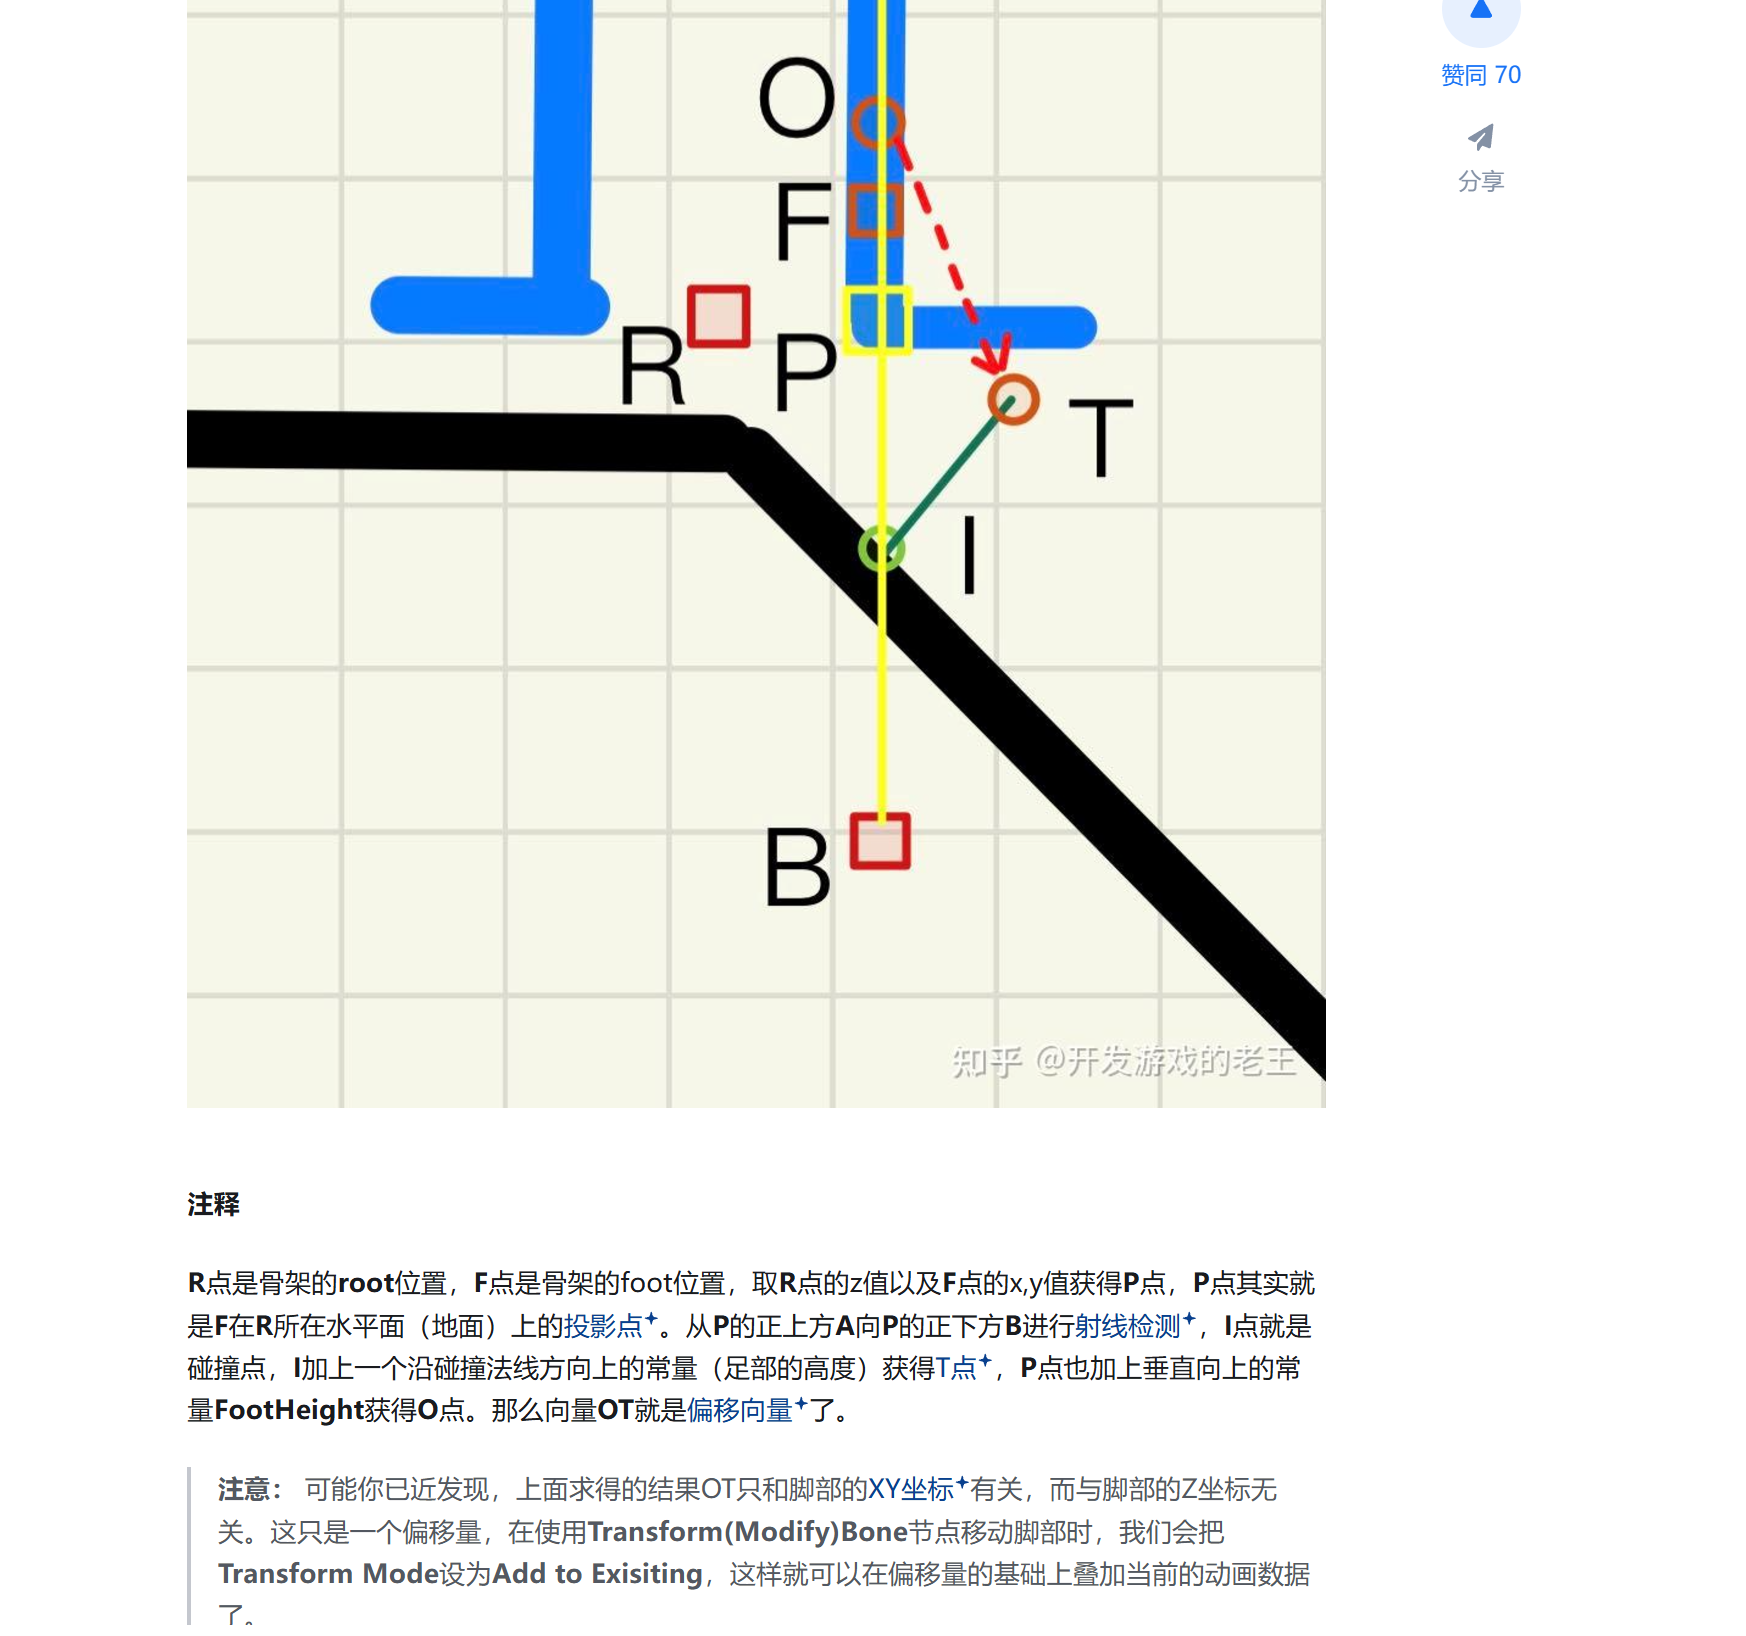 赞同 70
分享
O
F
R
P
T
I
B
知乎 @开发游戏的老王
注释
R点是骨架的root位置，F点是骨架的foot位置，取R点的z值以及F点的x,y值获得P点，P点其实就
是F在R所在水平面（地面）上的投影点。从P的正上方A向P的正下方B进行射线检测，I点就是
碰撞点，I加上一个沿碰撞法线方向上的常量（足部的高度）获得T点，P点也加上垂直向上的常
量FootHeight获得O点。那么向量OT就是偏移向量了。
注意： 可能你已近发现，上面求得的结果OT只和脚部的XY坐标有关，而与脚部的Z坐标无
关。这只是一个偏移量，在使用Transform(Modify)Bone节点移动脚部时，我们会把
Transform Mode设为Add to Exisiting，这样就可以在偏移量的基础上叠加当前的动画数据
了。